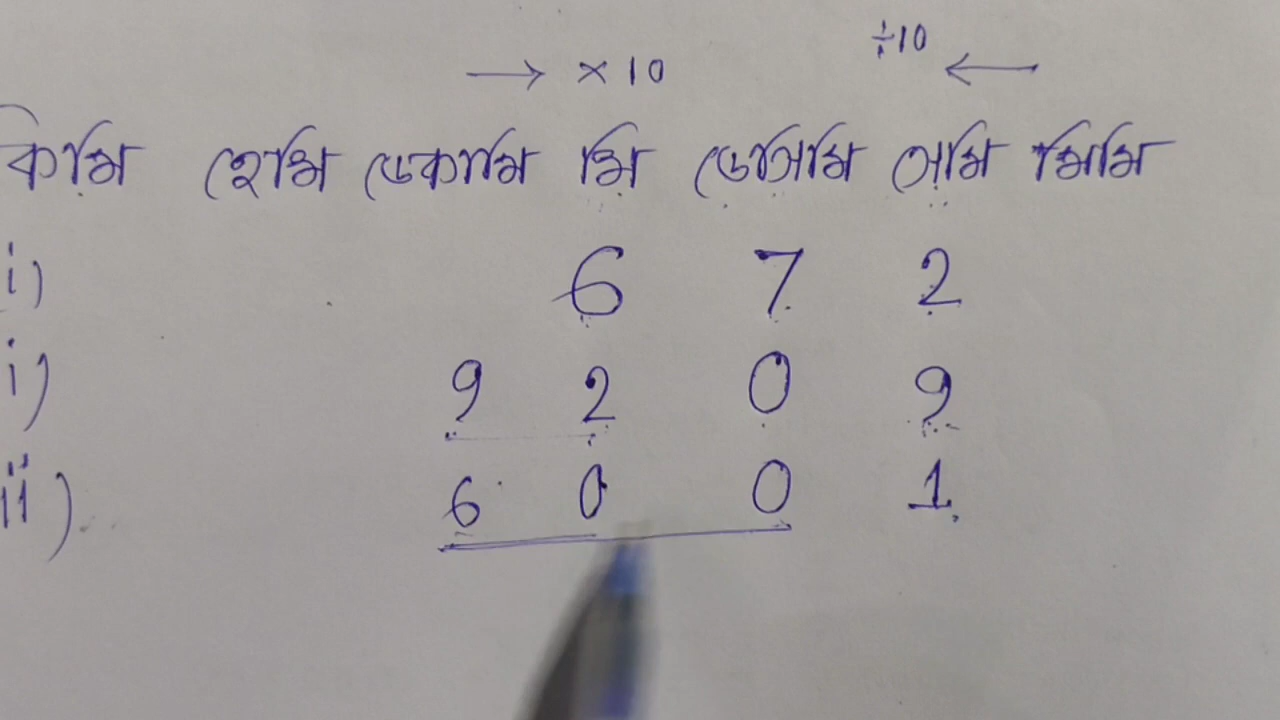 → × 10 ÷10 ←
কিমি হেমি ডেকামি মি ডেসিমি সেমি মিমি
i) 6 7 2
i) 9 2 0 9
ii) 6 0 0 1